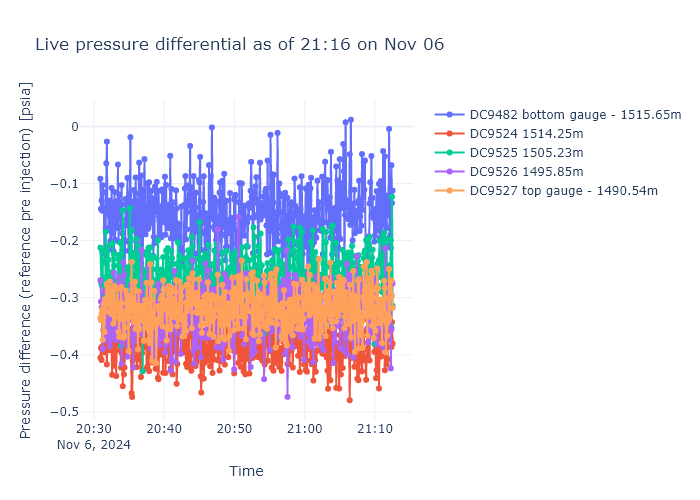 Live pressure differential as of 21:16 on Nov 06
Pressure difference (reference pre injection) [psia]
0
−0.1
−0.2
−0.3
−0.4
−0.5
20:30
Nov 6, 2024
20:40
20:50
21:00
21:10
Time
DC9482 bottom gauge - 1515.65m
DC9524 1514.25m
DC9525 1505.23m
DC9526 1495.85m
DC9527 top gauge - 1490.54m